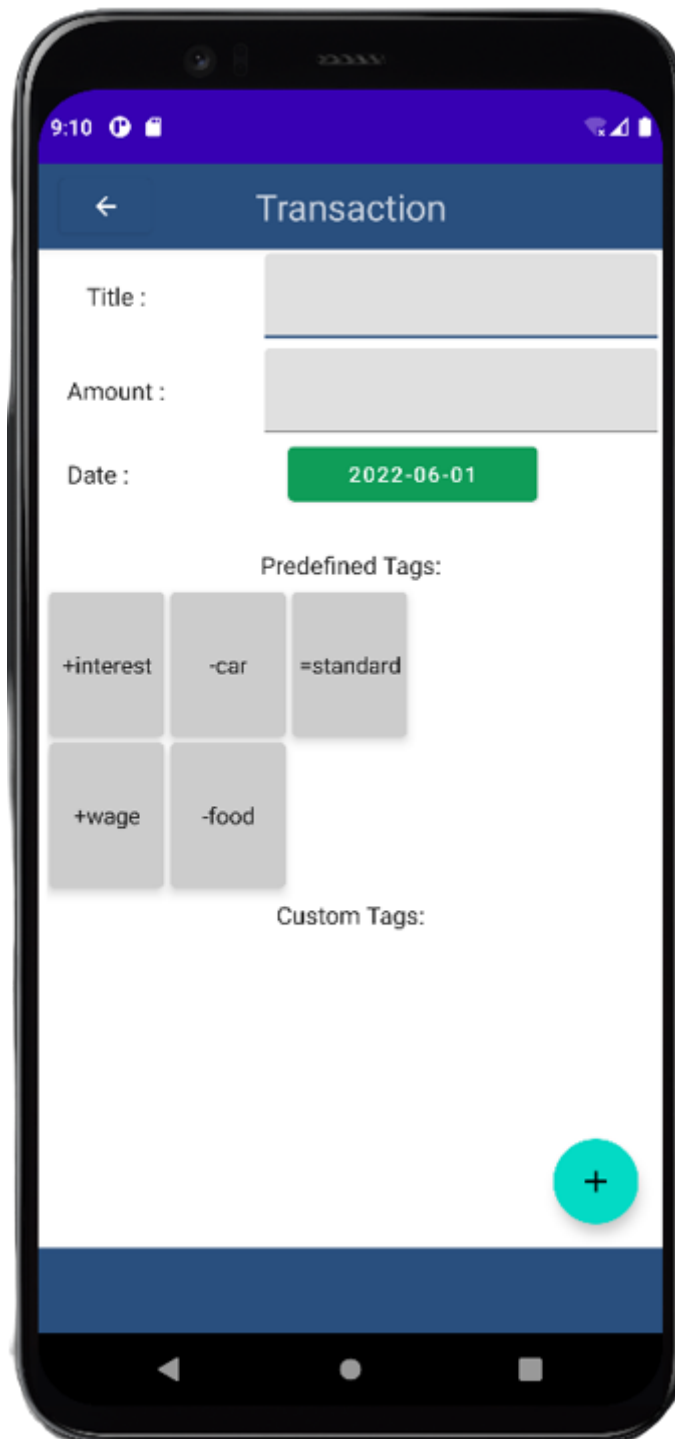 9:10
Transaction
Title :
Amount :
Date :
2022-06-01
Predefined Tags:
+interest -car =standard
+wage -food
Custom Tags:
+